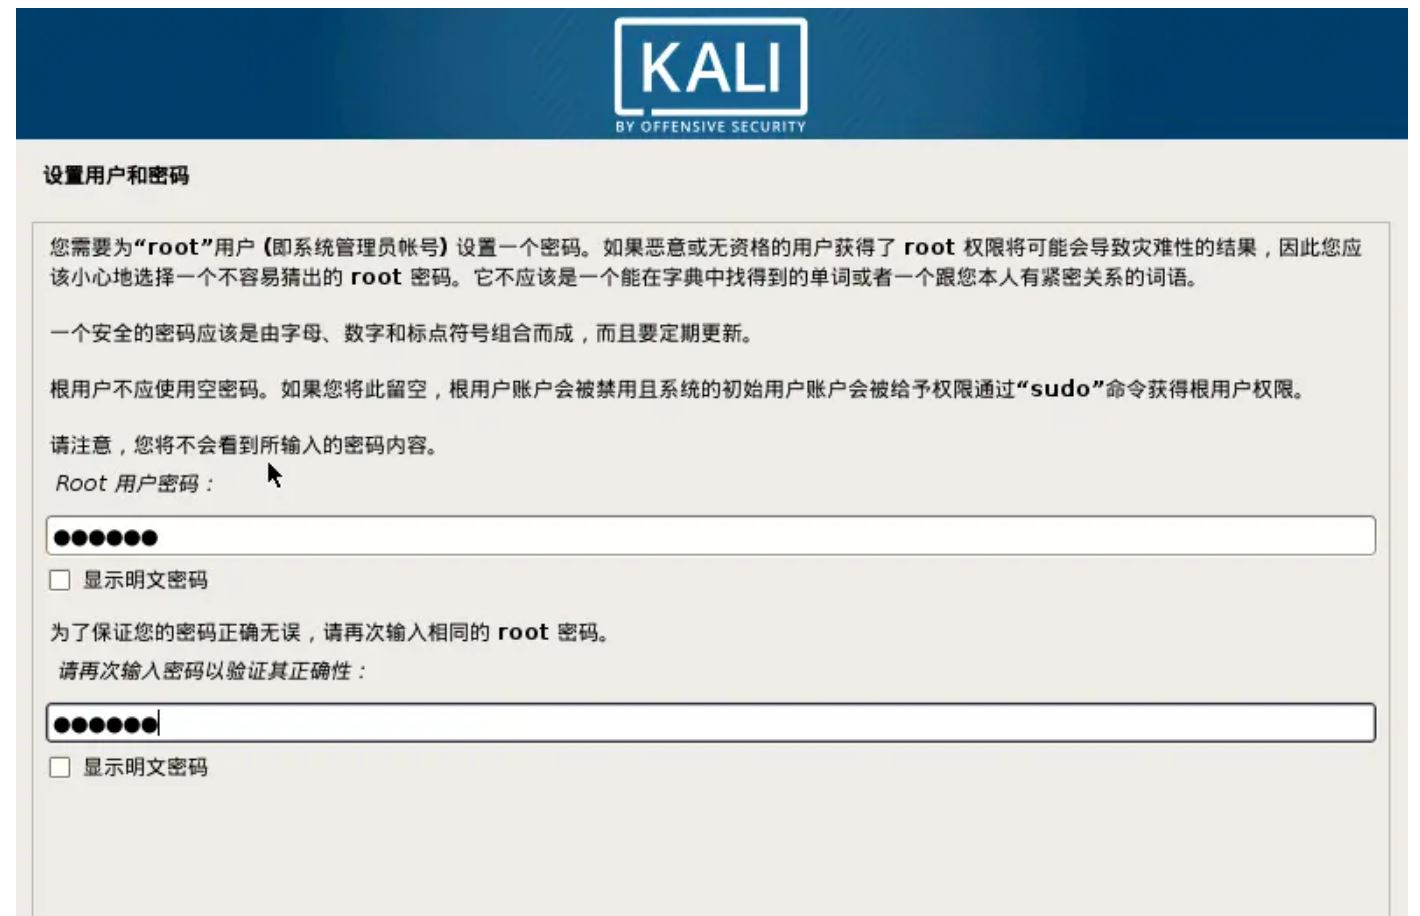 KALI
BY OFFENSIVE SECURITY
设置用户和密码
您需要为“root”用户 (即系统管理员帐号) 设置一个密码。如果恶意或无资格的用户获得了 root 权限将可能会导致灾难性的结果，因此您应
该小心地选择一个不容易猜出的 root 密码。它不应该是一个能在字典中找得到的单词或者一个跟您本人有紧密关系的词语。
一个安全的密码应该是由字母、数字和标点符号组合而成，而且要定期更新。
根用户不应使用空密码。如果您将此留空，根用户账户会被禁用且系统的初始用户账户会被给予权限通过“sudo”命令获得根用户权限。
请注意，您将不会看到所输入的密码内容。
Root 用户密码：
●●●●●●
显示明文密码
为了保证您的密码正确无误，请再次输入相同的 root 密码。
请再次输入密码以验证其正确性：
●●●●●●
显示明文密码